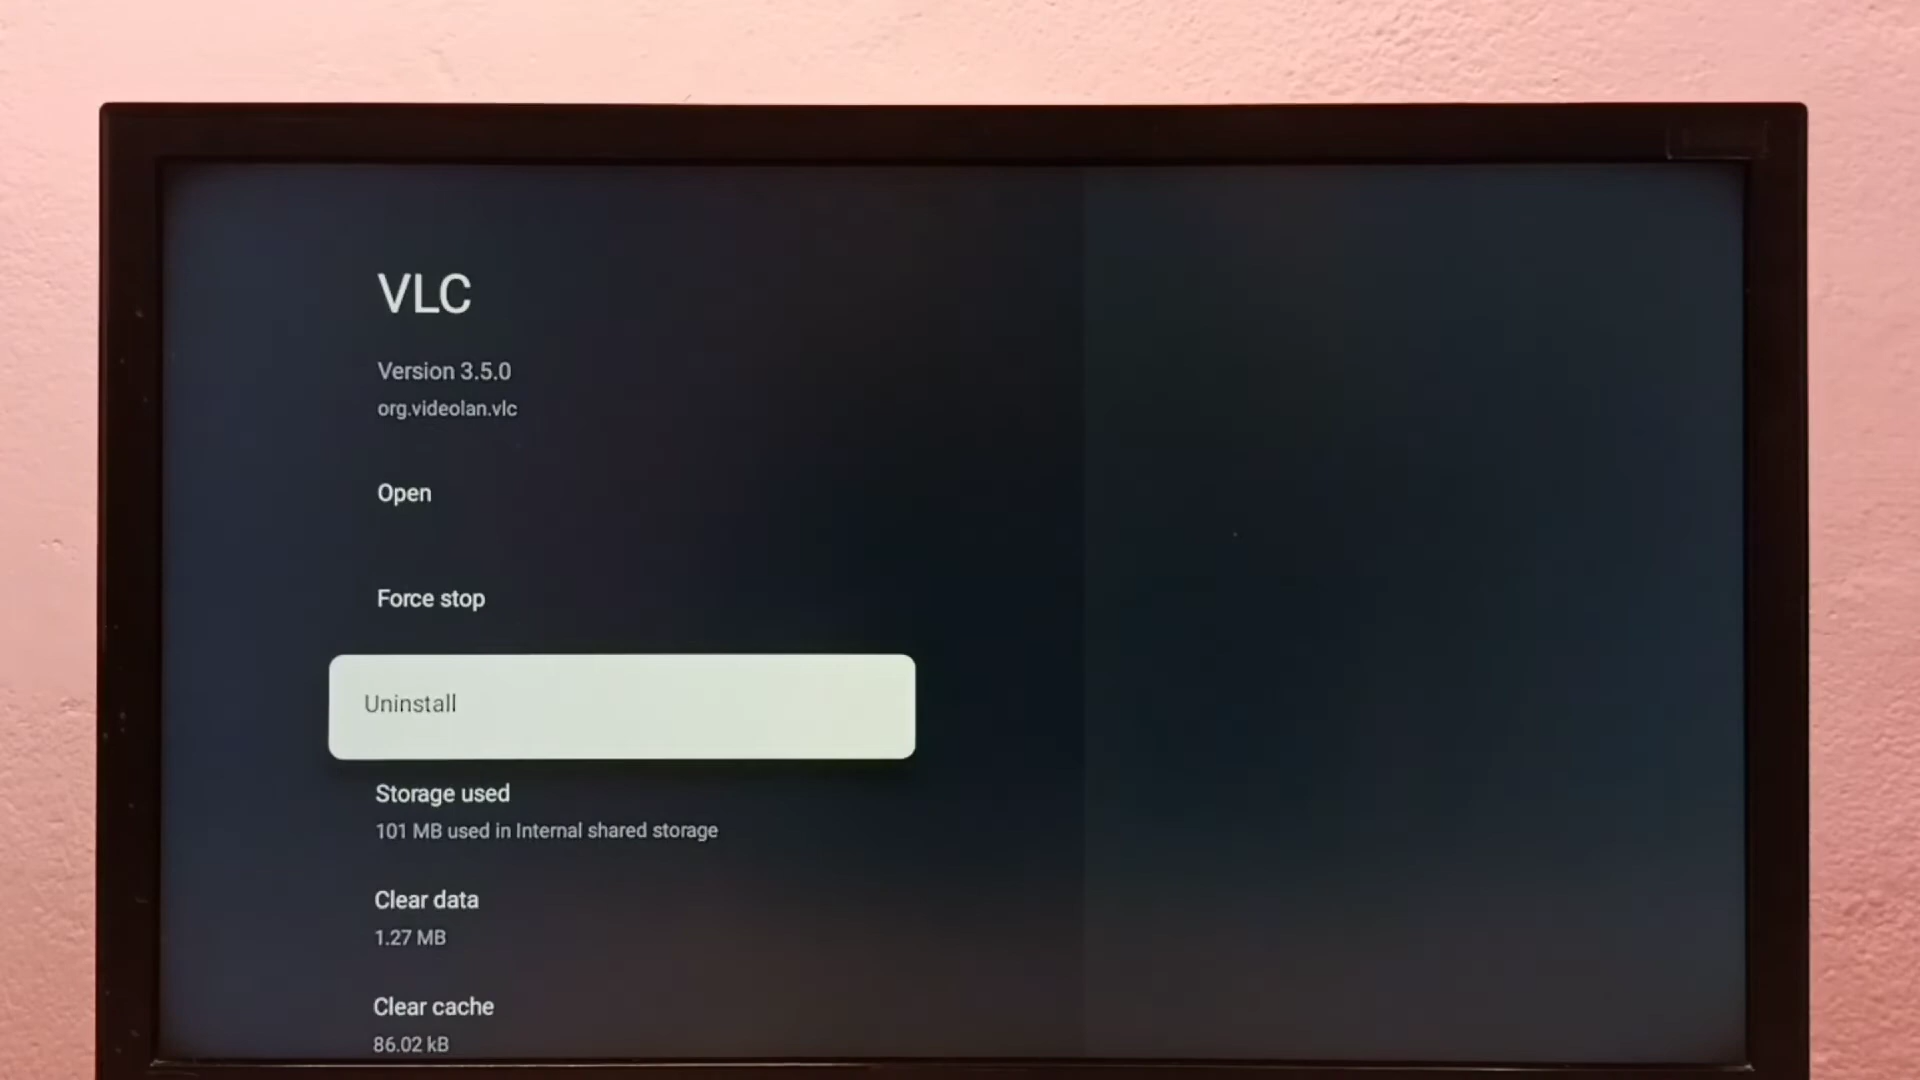 VLC
Version 3.5.0
org.videolan.vlc
Open
Force stop
Uninstall
Storage used
101 MB used in Internal shared storage
Clear data
1.27 MB
Clear cache
86.02 kB